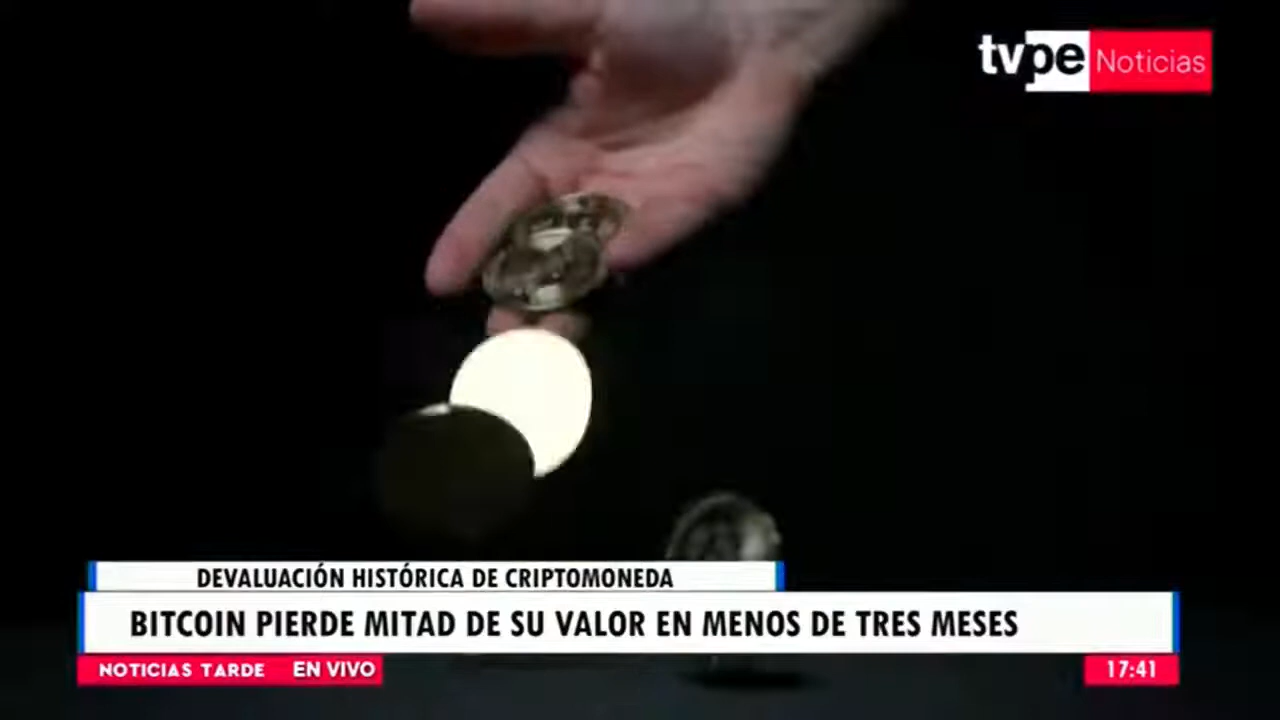 tvpe Noticias
DEVALUACIÓN HISTÓRICA DE CRIPTOMONEDA
BITCOIN PIERDE MITAD DE SU VALOR EN MENOS DE TRES MESES
NOTICIAS TARDE EN VIVO
17:41